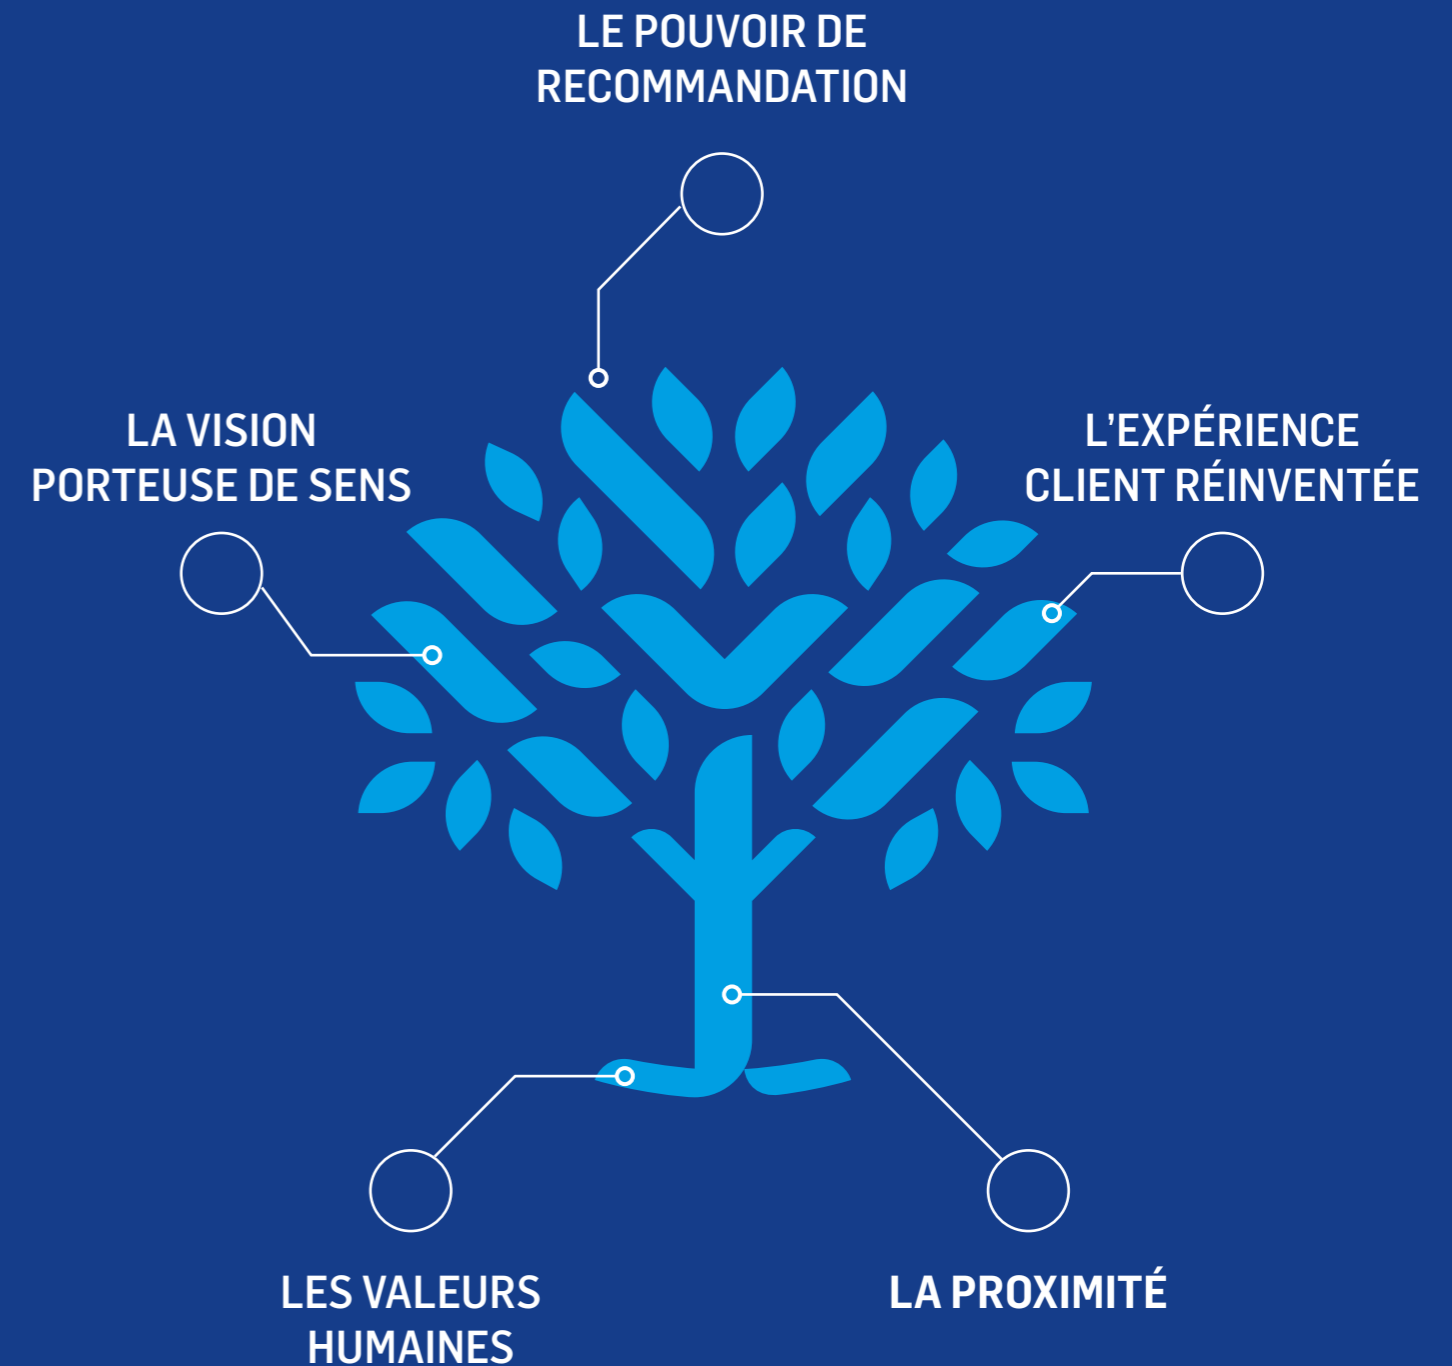 LE POUVOIR DE
RECOMMANDATION
LA VISION
PORTEUSE DE SENS
L'EXPÉRIENCE
CLIENT RÉINVENTÉE
LES VALEURS
HUMAINES
LA PROXIMITÉ